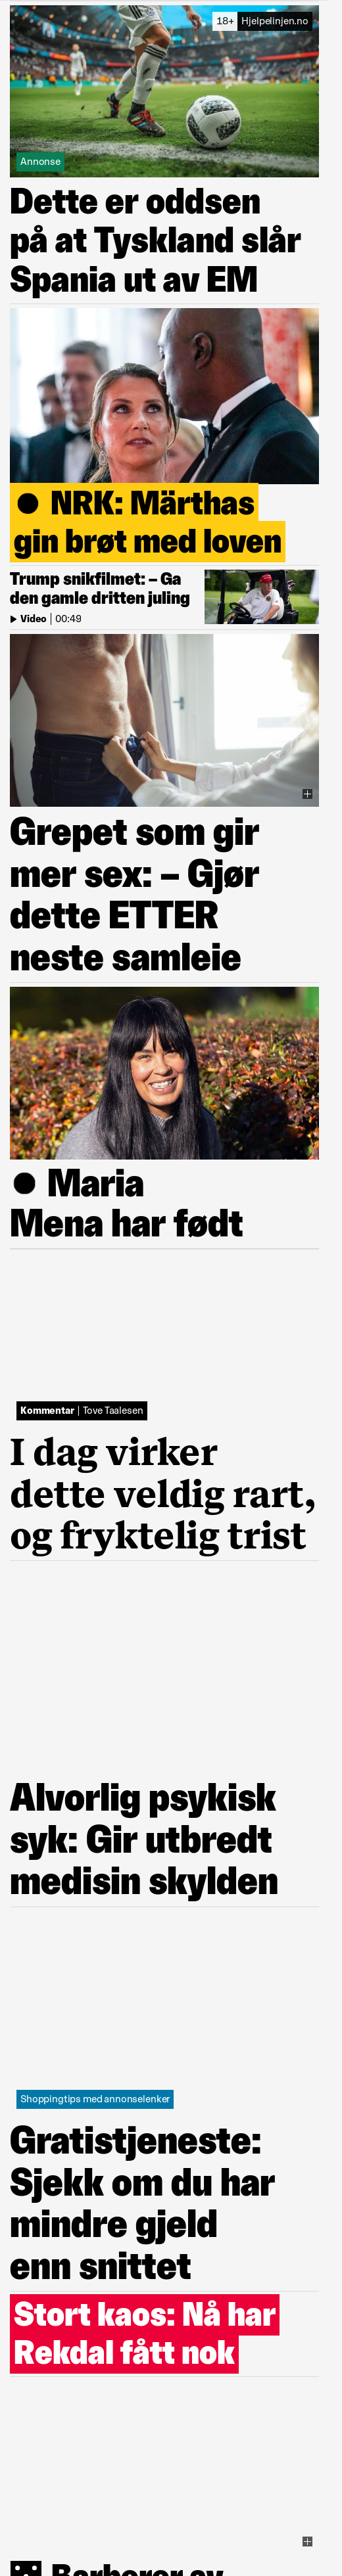 18+ Hjelpelinjen.no
Annonse
Dette er oddsen
på at Tyskland slår
Spania ut av EM
NRK: Märthas
gin brøt med loven
Trump snikfilmet: – Ga
den gamle dritten juling
Video | 00:49
Grepet som gir
mer sex: – Gjør
dette ETTER
neste samleie
Maria
Mena har født
Kommentar | Tove Taalesen
I dag virker
dette veldig rart,
og fryktelig trist
Alvorlig psykisk
syk: Gir utbredt
medisin skylden
Shoppingtips med annonselenker
Gratistjeneste:
Sjekk om du har
mindre gjeld
enn snittet
Stort kaos: Nå har
Rekdal fått nok